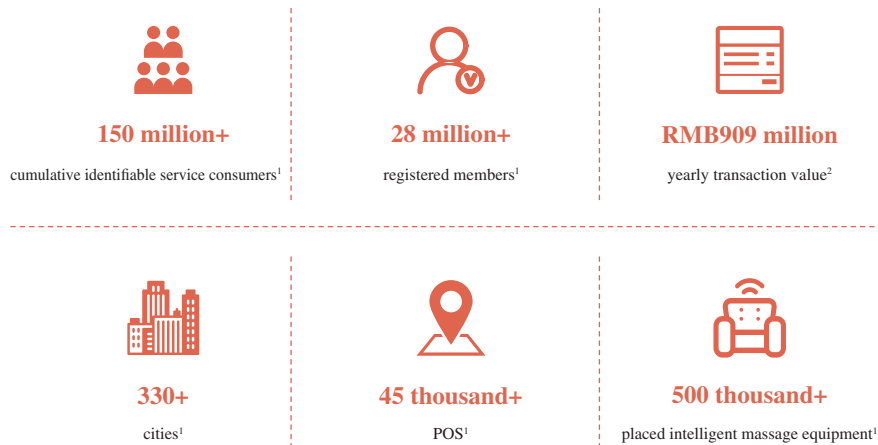 150 million+
cumulative identifiable service consumers¹
28 million+
registered members¹
RMB909 million
yearly transaction value²
330+
cities¹
45 thousand+
POS¹
500 thousand+
placed intelligent massage equipment¹